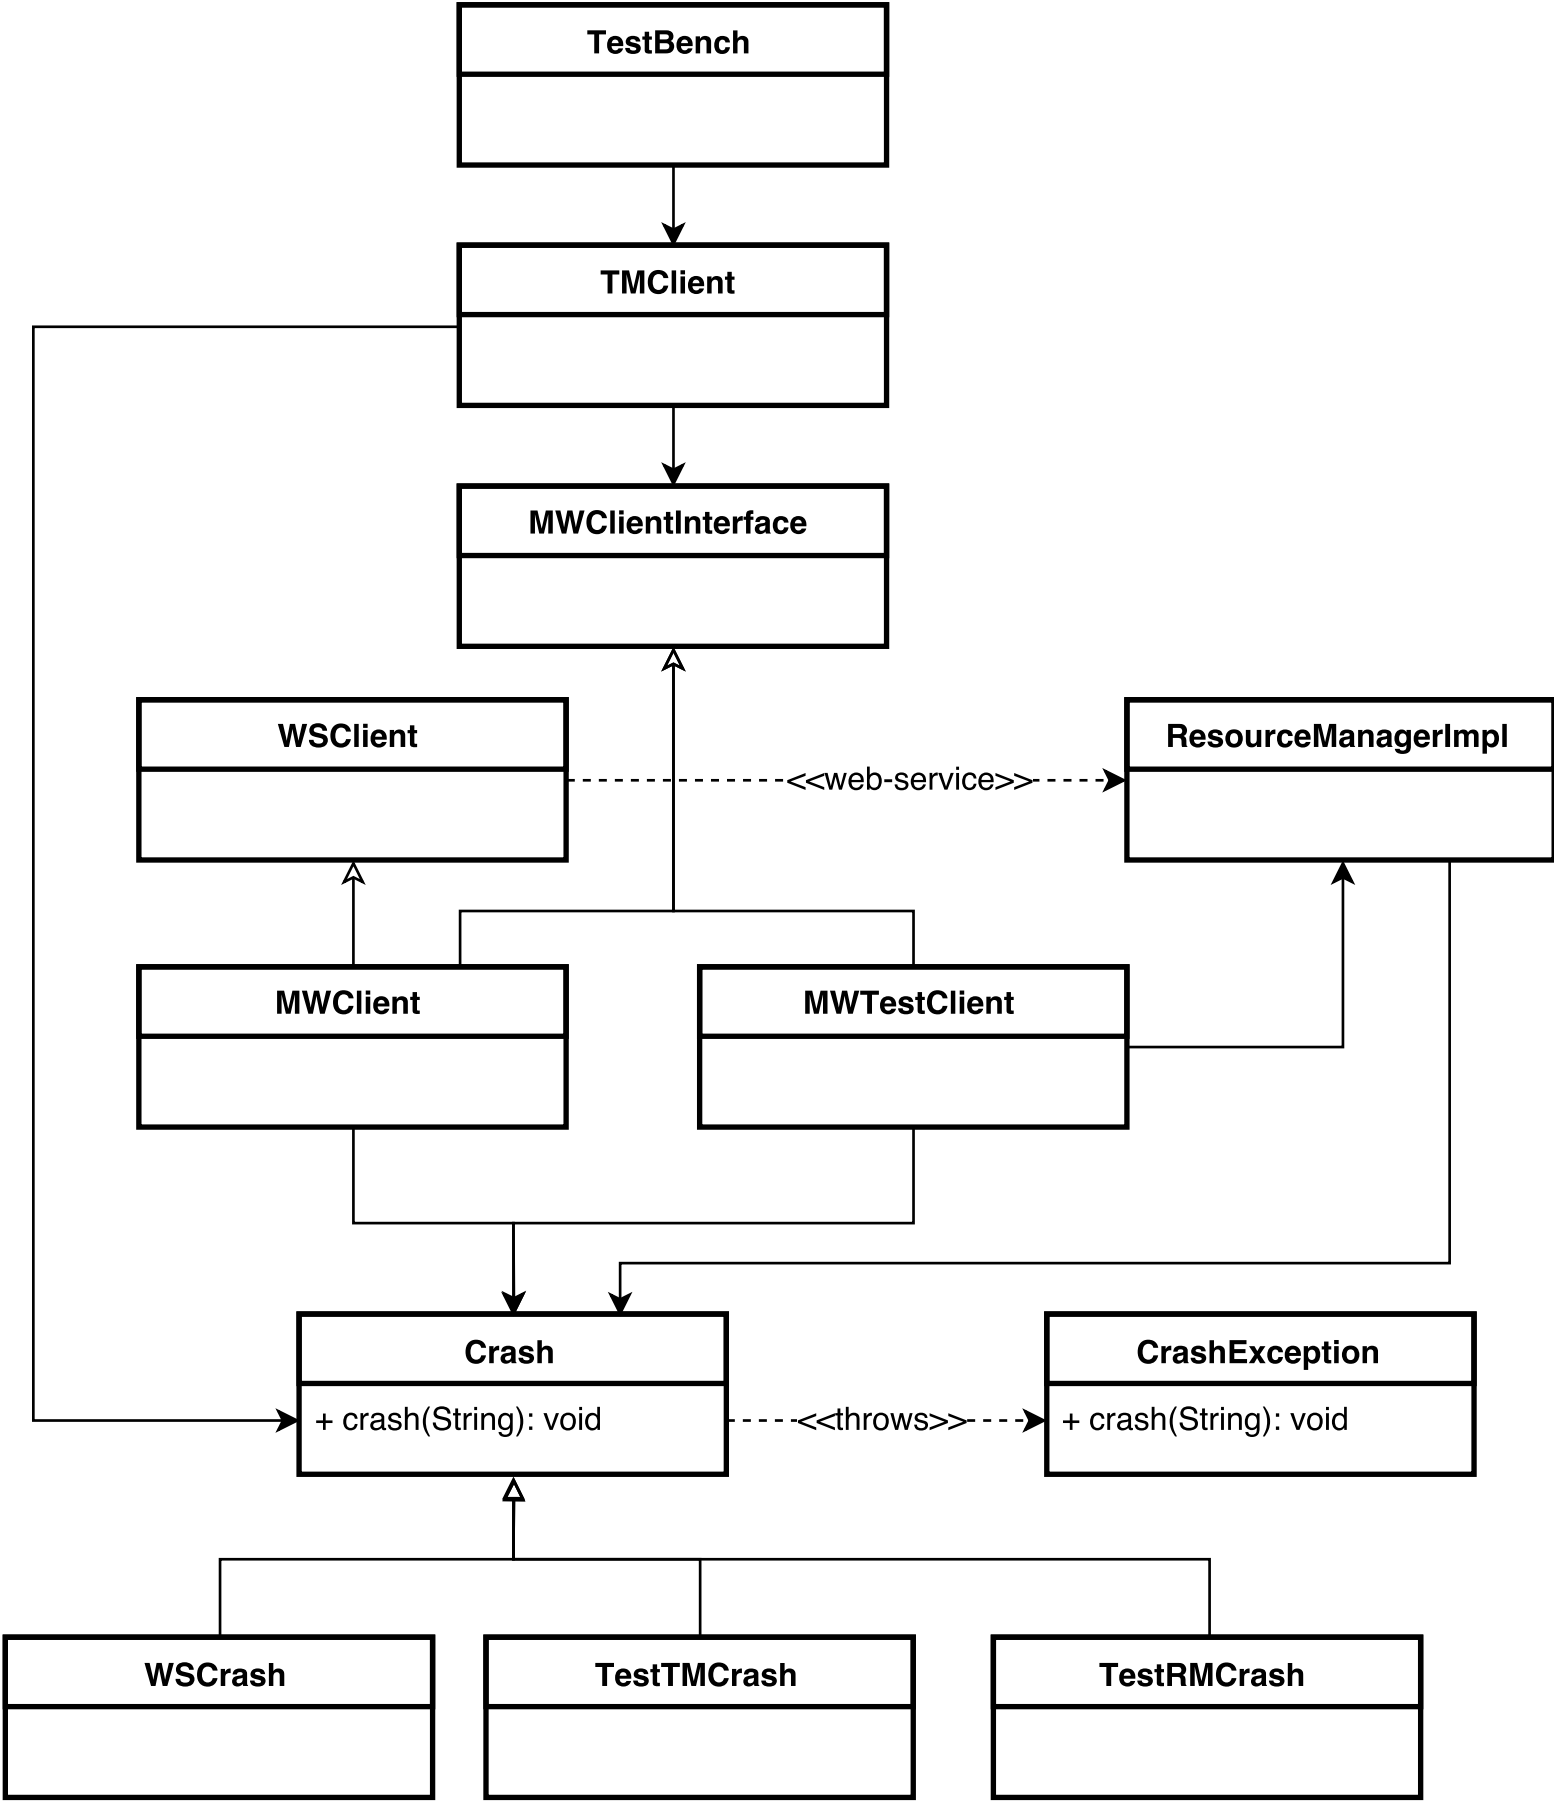 TestBench
TMClient
MWClientInterface
WSClient
ResourceManagerImpl
<<web-service>>
MWClient
MWTestClient
Crash
CrashException
+ crash(String): void
<<throws>>
+ crash(String): void
WSCrash
TestTMCrash
TestRMCrash